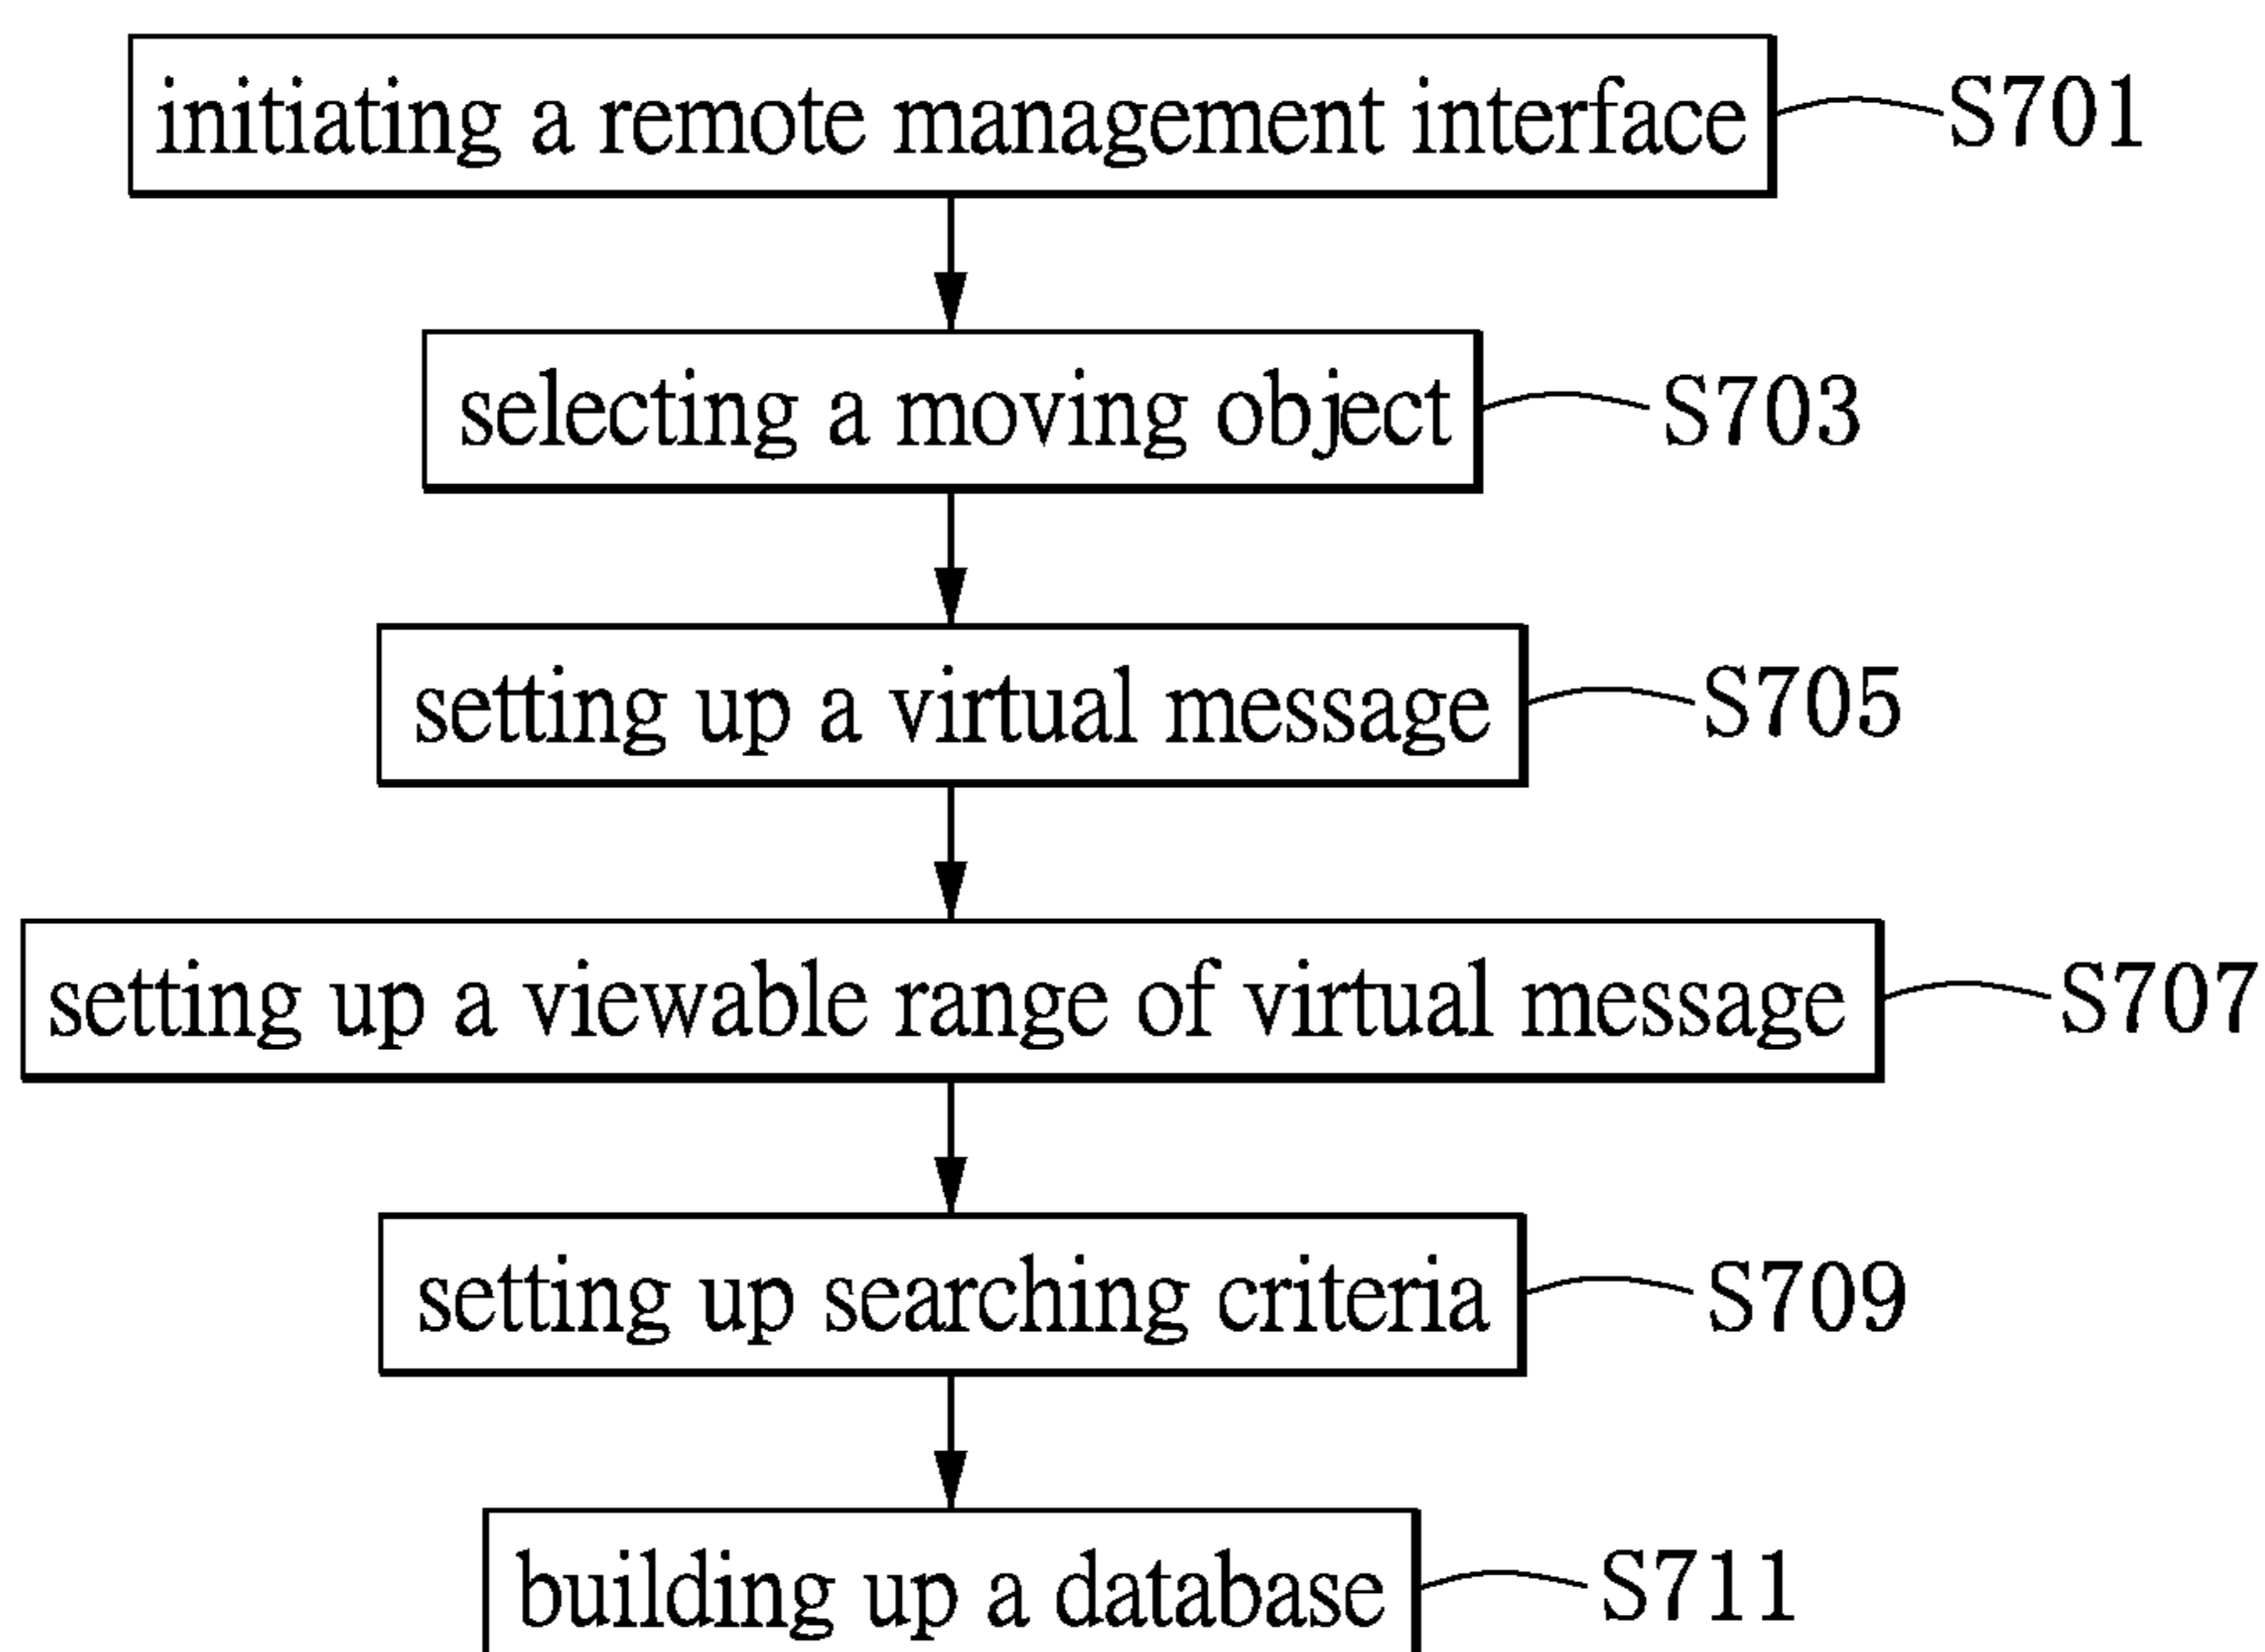 initiating a remote management interface S701
selecting a moving object S703
setting up a virtual message S705
setting up a viewable range of virtual message S707
setting up searching criteria S709
building up a database S711